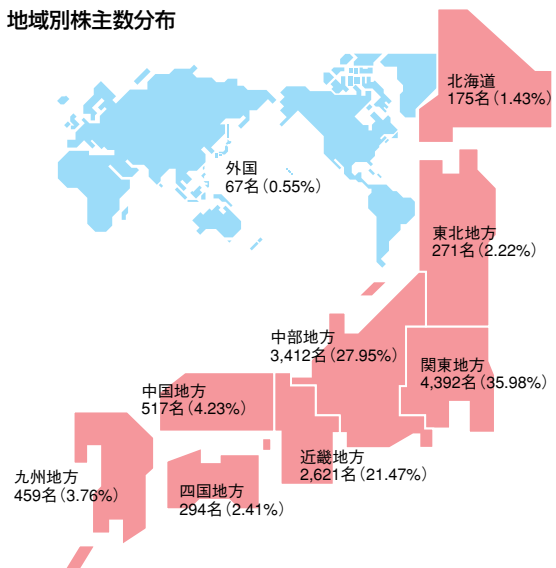 地域別株主数分布
北海道
175名(1.43%)
外国
67名(0.55%)
東北地方
271名(2.22%)
中部地方
3,412名(27.95%)
関東地方
4,392名(35.98%)
中国地方
517名(4.23%)
近畿地方
2,621名(21.47%)
九州地方
459名(3.76%)
四国地方
294名(2.41%)